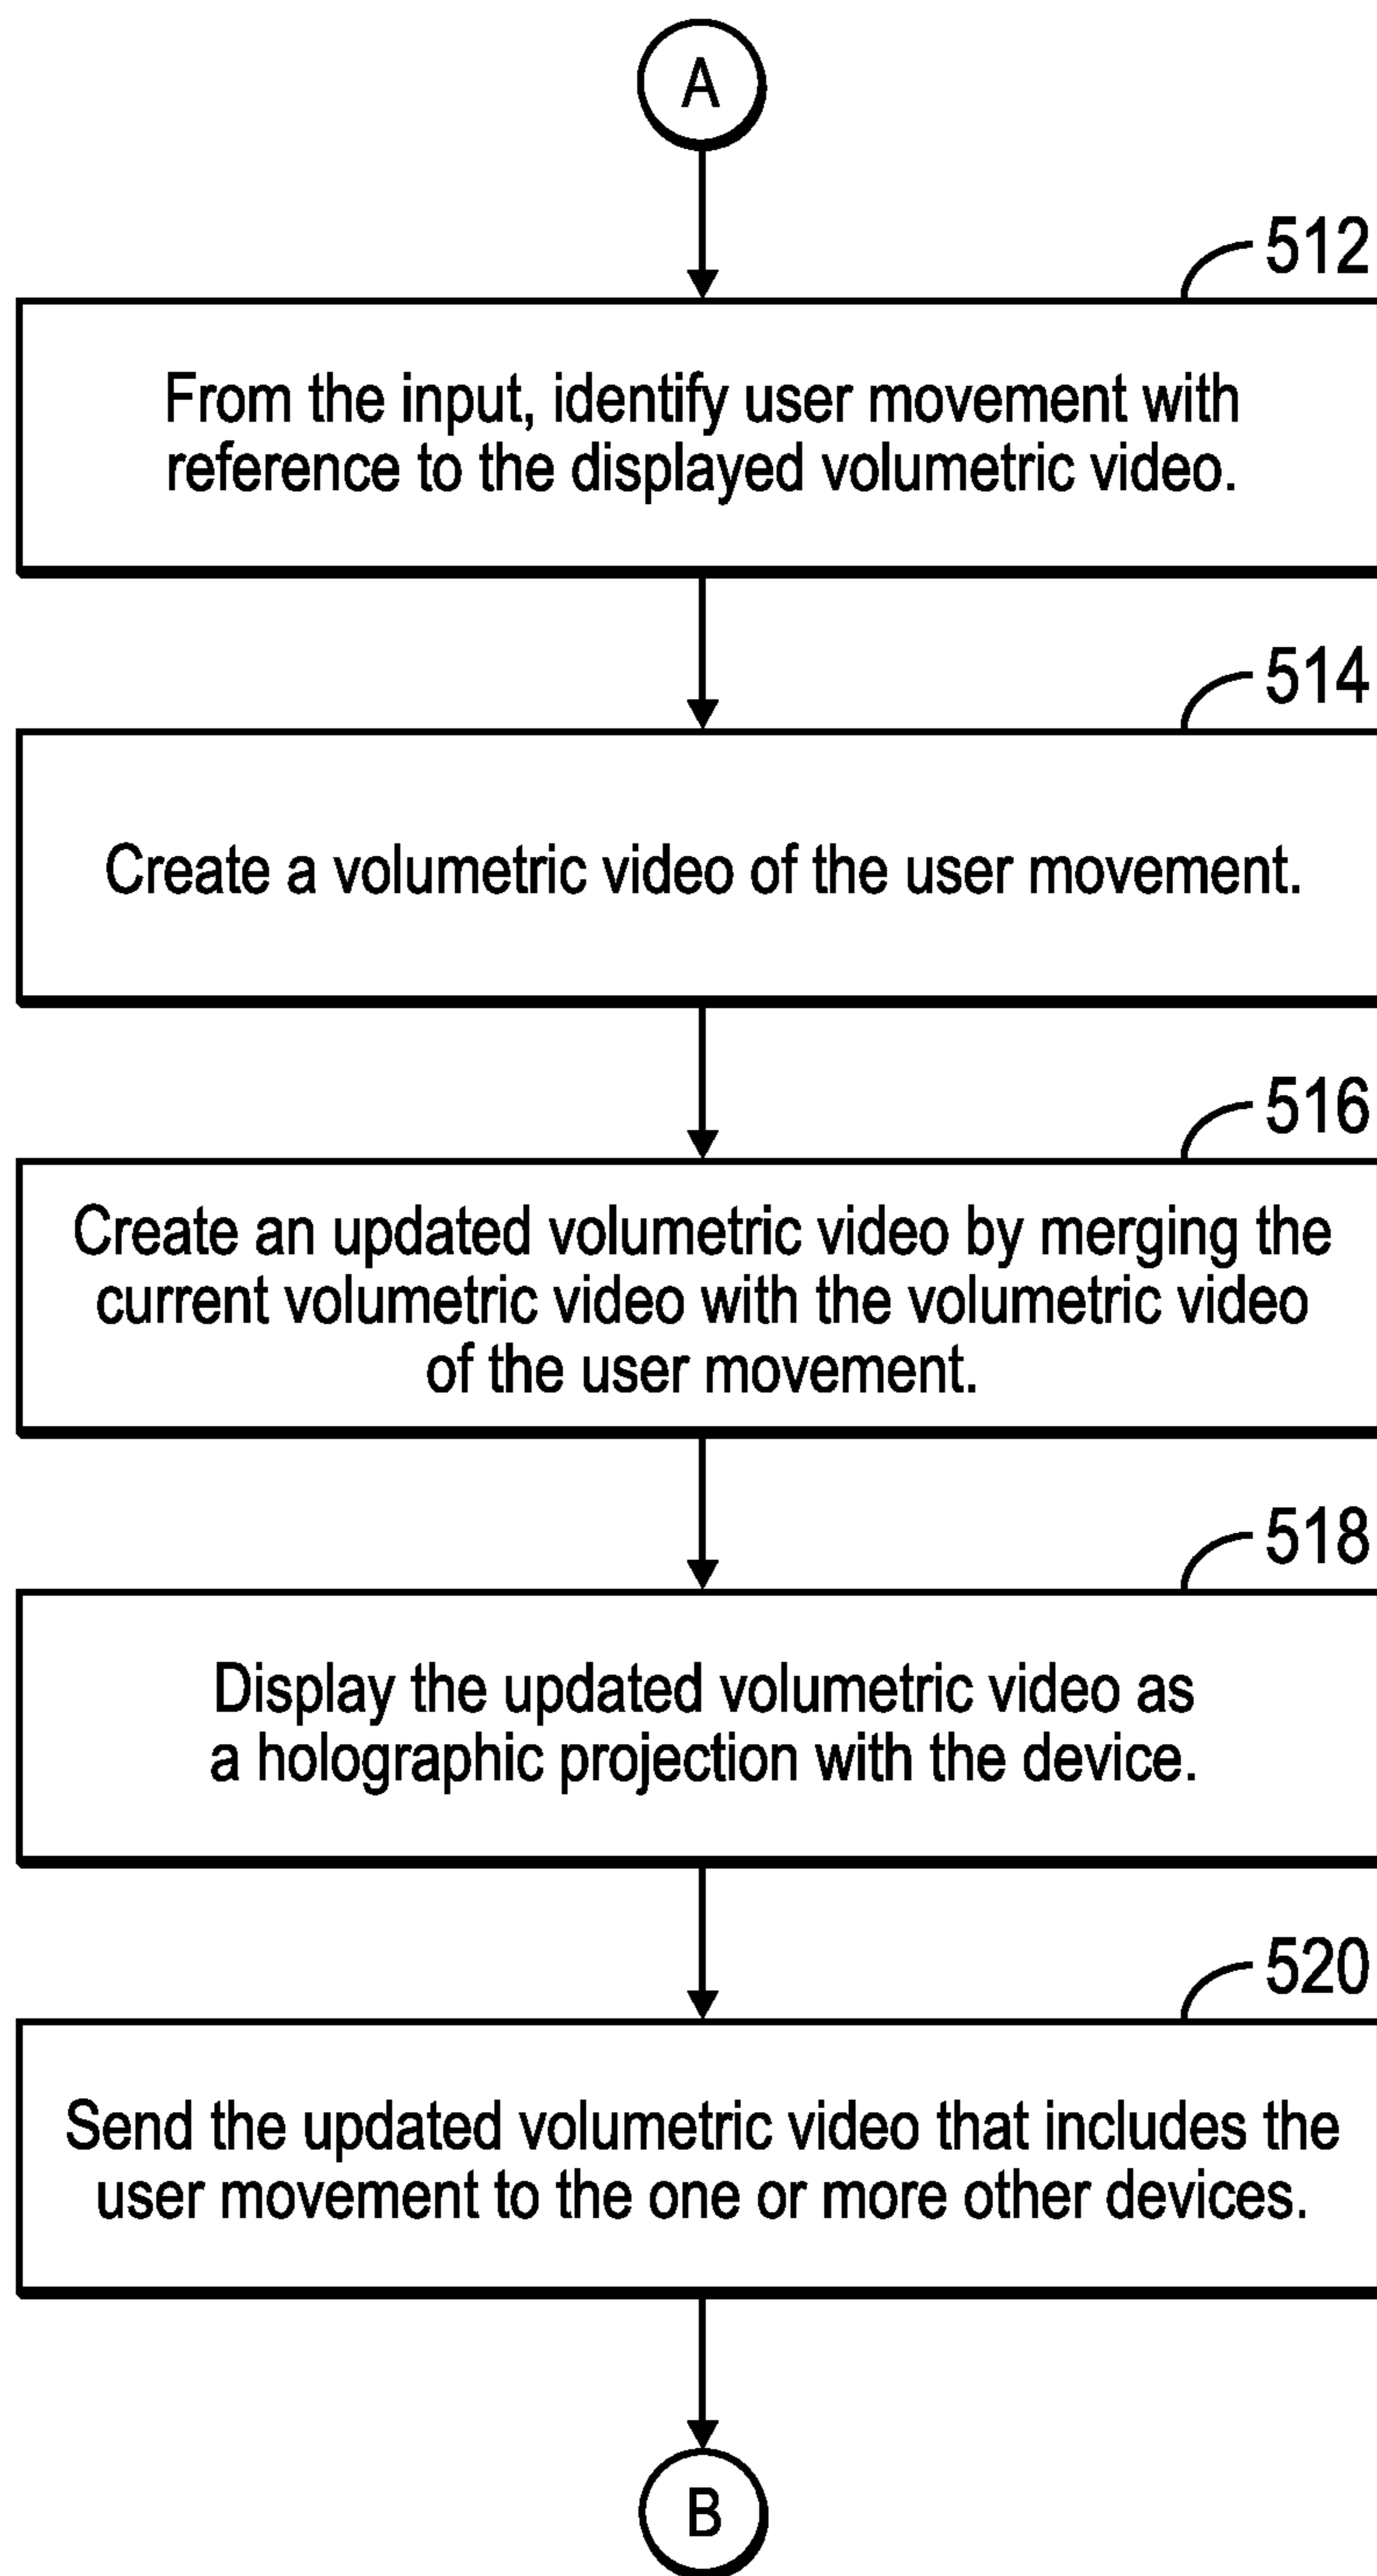 A
512
From the input, identify user movement with
reference to the displayed volumetric video.
514
Create a volumetric video of the user movement.
516
Create an updated volumetric video by merging the
current volumetric video with the volumetric video
of the user movement.
518
Display the updated volumetric video as
a holographic projection with the device.
520
Send the updated volumetric video that includes the
user movement to the one or more other devices.
B